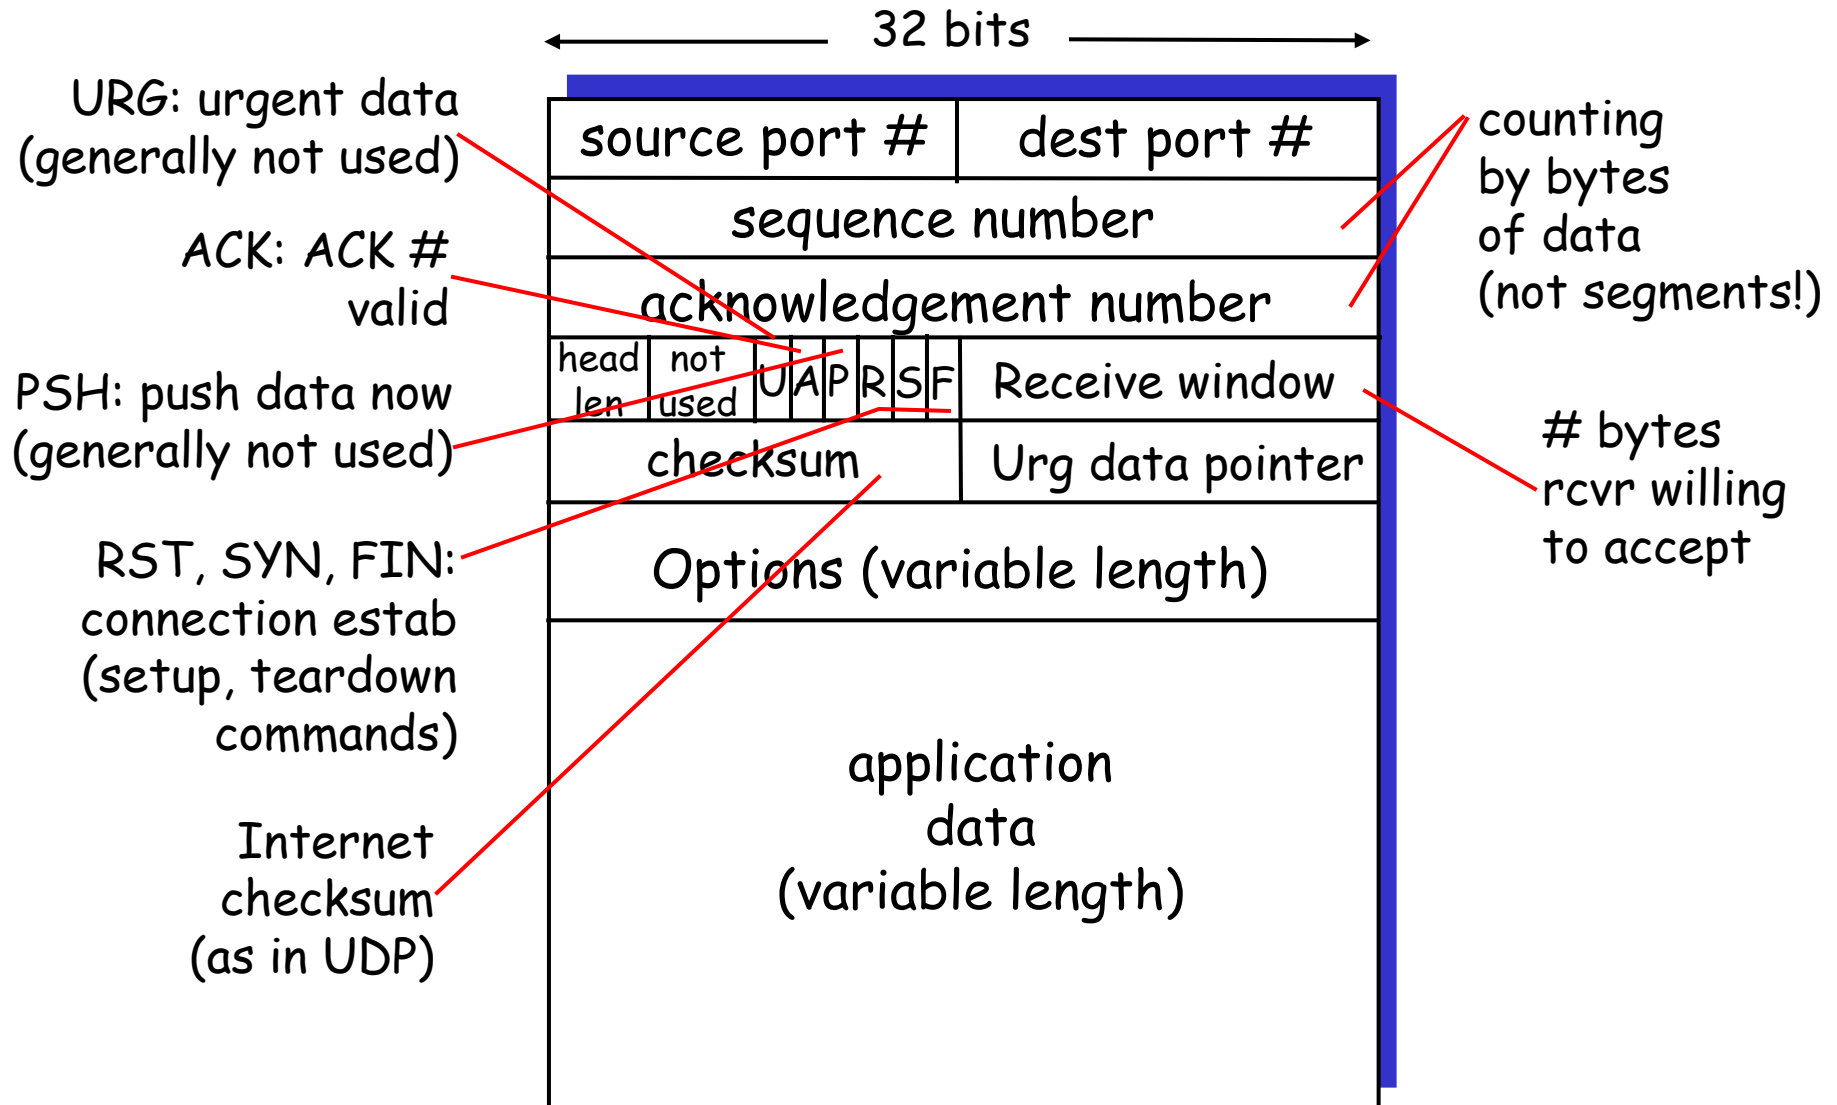 32 bits
URG: urgent data
(generally not used)
ACK: ACK #
valid
PSH: push data now
(generally not used)
RST, SYN, FIN:
connection estab
(setup, teardown
commands)
Internet
checksum
(as in UDP)
source port # dest port #
sequence number
acknowledgement number
head not
len used
U A P R S F Receive window
checksum Urg data pointer
Options (variable length)
application
data
(variable length)
counting
by bytes
of data
(not segments!)
# bytes
rcvr willing
to accept